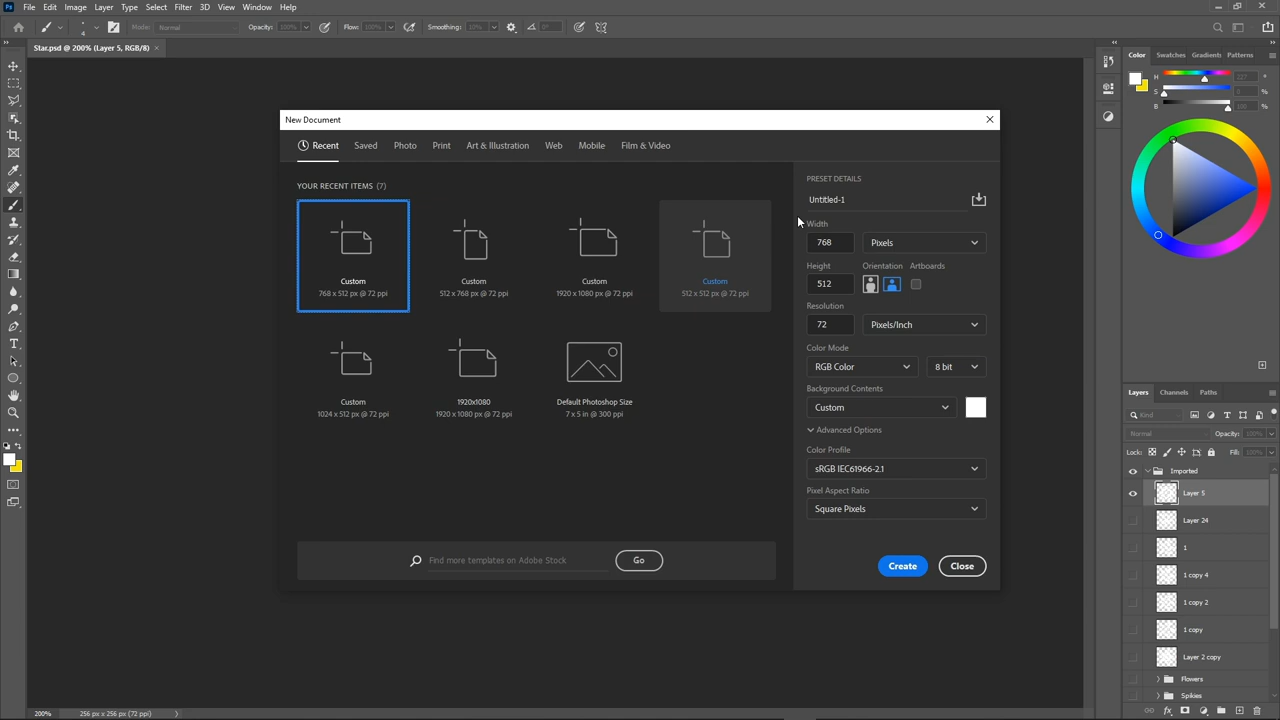 Ps File Edit Image Layer Type Select Filter 3D View Window Help
Mode: Normal Opacity: 100% Flow: 100% Smoothing: 10% 0°
Star.psd @ 200% (Layer 5, RGB/8) ×
New Document
Recent Saved Photo Print Art & Illustration Web Mobile Film & Video
YOUR RECENT ITEMS (7)
Custom
768 x 512 px @ 72 ppi
Custom
512 x 768 px @ 72 ppi
Custom
1920 x 1080 px @ 72 ppi
Custom
512 x 512 px @ 72 ppi
Custom
1024 x 512 px @ 72 ppi
1920x1080
1920 x 1080 px @ 72 ppi
Default Photoshop Size
7 x 5 in @ 300 ppi
Find more templates on Adobe Stock
Go
PRESET DETAILS
Untitled-1
Width
768 Pixels
Height Orientation Artboards
512
Resolution
72 Pixels/Inch
Color Mode
RGB Color 8 bit
Background Contents
Custom
Advanced Options
Color Profile
sRGB IEC61966-2.1
Pixel Aspect Ratio
Square Pixels
Create Close
Color Swatches Gradients Patterns
H 227 °
S 0 %
B 100 %
Layers Channels Paths
Kind
Normal Opacity: 100%
Lock: Fill: 100%
Imported
Layer 5
Layer 24
1
1 copy 4
1 copy 2
1 copy
Layer 2 copy
Flowers
Spikies
200% 256 px x 256 px (72 ppi)